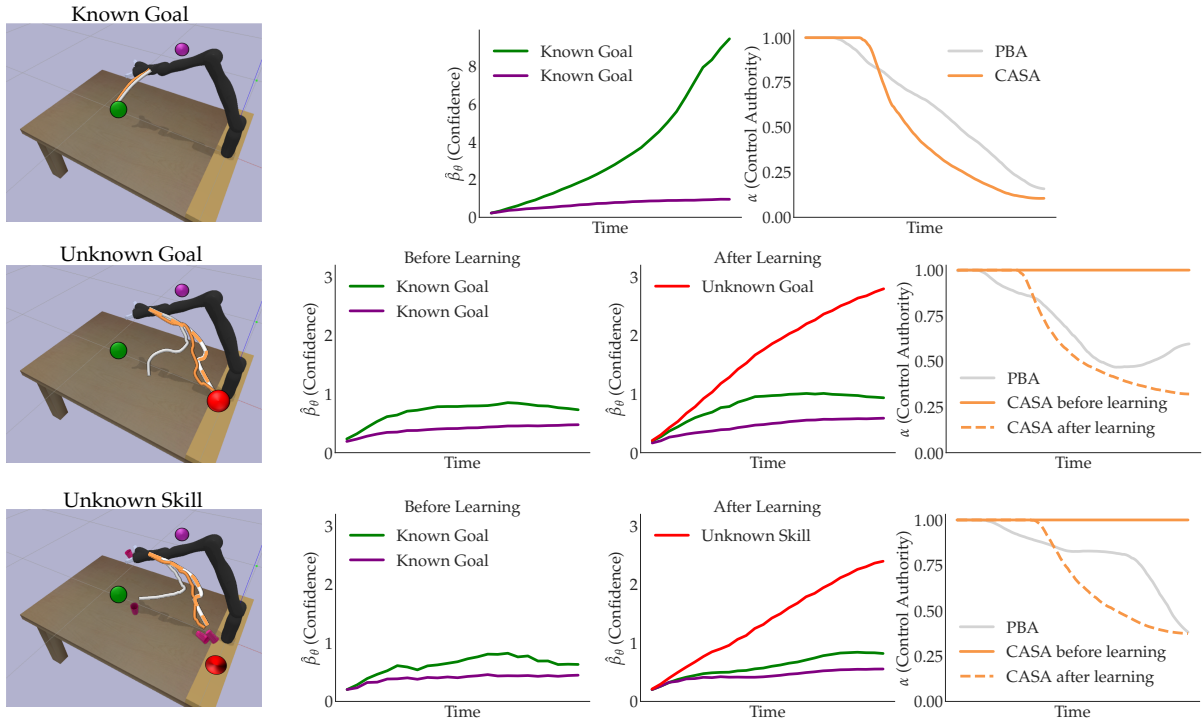 Known Goal
β̂θ (Confidence)
8
6
4
2
0
Known Goal
Known Goal
Time
α (Control Authority)
1.00
0.75
0.50
0.25
0.00
PBA
CASA
Time
Unknown Goal
Before Learning
β̂θ (Confidence)
3
2
1
0
Known Goal
Known Goal
Time
After Learning
β̂θ (Confidence)
3
2
1
0
Unknown Goal
Time
α (Control Authority)
1.00
0.75
0.50
0.25
0.00
PBA
CASA before learning
CASA after learning
Time
Unknown Skill
Before Learning
β̂θ (Confidence)
3
2
1
0
Known Goal
Known Goal
Time
After Learning
β̂θ (Confidence)
3
2
1
0
Unknown Skill
Time
α (Control Authority)
1.00
0.75
0.50
0.25
0.00
PBA
CASA before learning
CASA after learning
Time